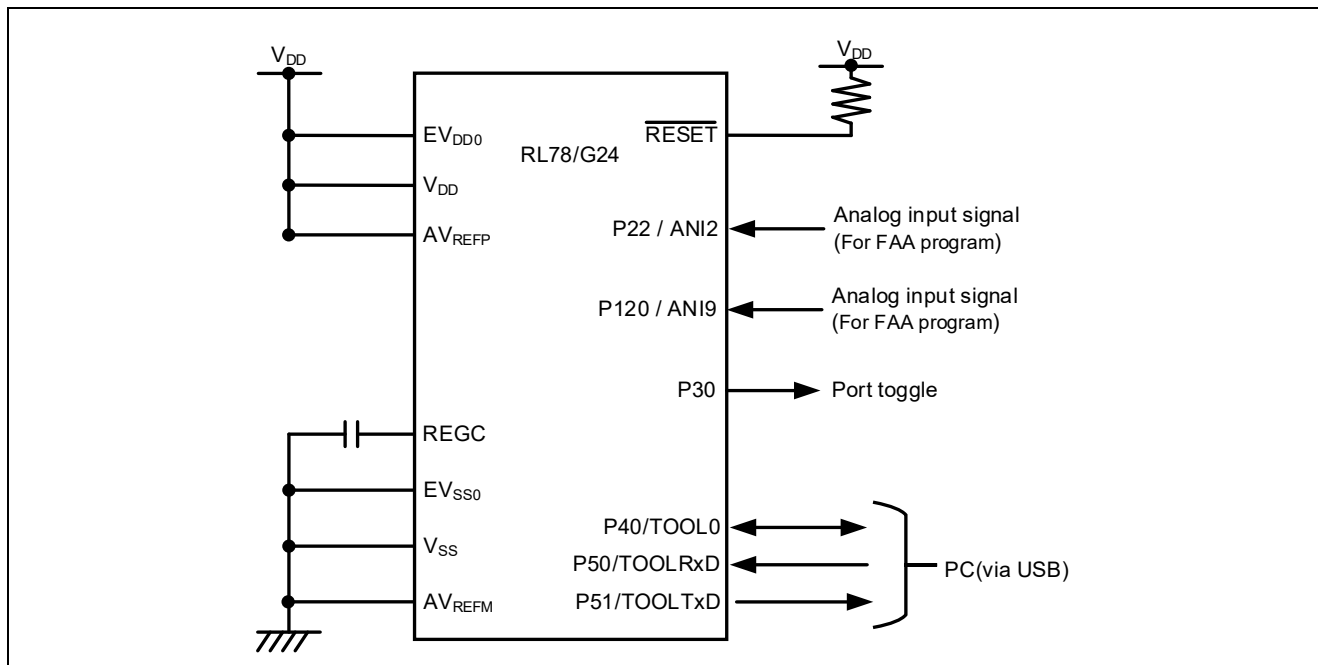 VDD
EVDD0
VDD
AVREFP
REGC
EVSS0
VSS
AVREFM
RL78/G24
VDD
RESET
P22 / ANI2
Analog input signal
(For FAA program)
P120 / ANI9
Analog input signal
(For FAA program)
P30
Port toggle
P40/TOOL0
P50/TOOLRxD
P51/TOOLTxD
PC(via USB)